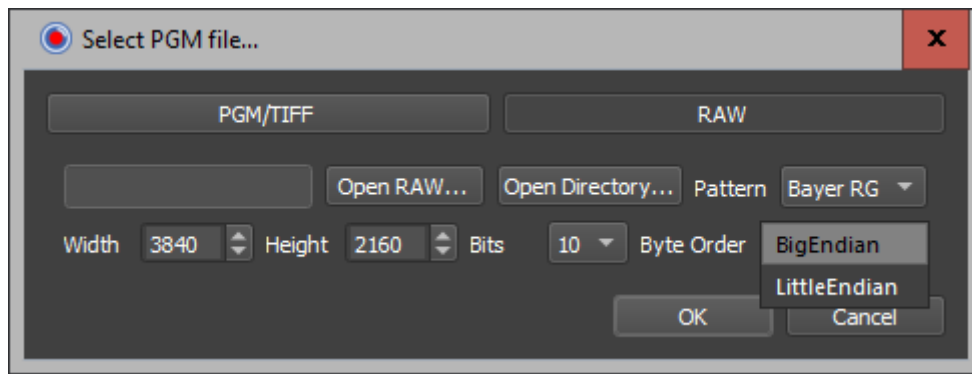 Select PGM file... x
PGM/TIFF RAW
Open RAW... Open Directory... Pattern Bayer RG
Width 3840 Height 2160 Bits 10 Byte Order BigEndian
LittleEndian
OK Cancel